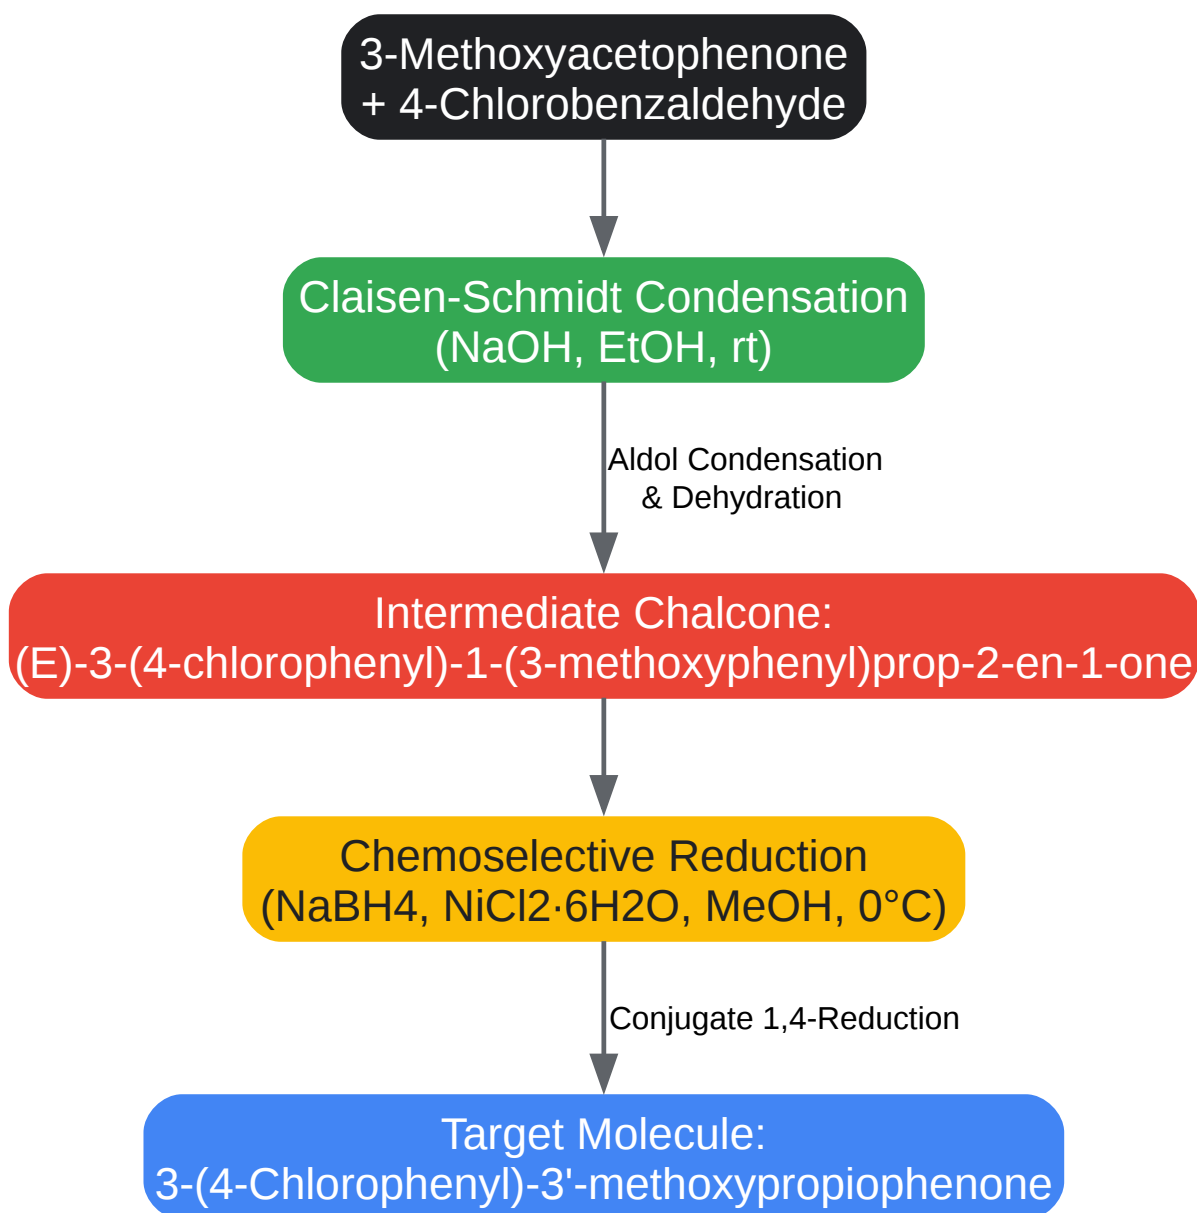 3-Methoxyacetophenone
+ 4-Chlorobenzaldehyde
Claisen-Schmidt Condensation
(NaOH, EtOH, rt)
Aldol Condensation
& Dehydration
Intermediate Chalcone:
(E)-3-(4-chlorophenyl)-1-(3-methoxyphenyl)prop-2-en-1-one
Chemoselective Reduction
(NaBH4, NiCl2·6H2O, MeOH, 0°C)
Conjugate 1,4-Reduction
Target Molecule:
3-(4-Chlorophenyl)-3'-methoxypropiophenone